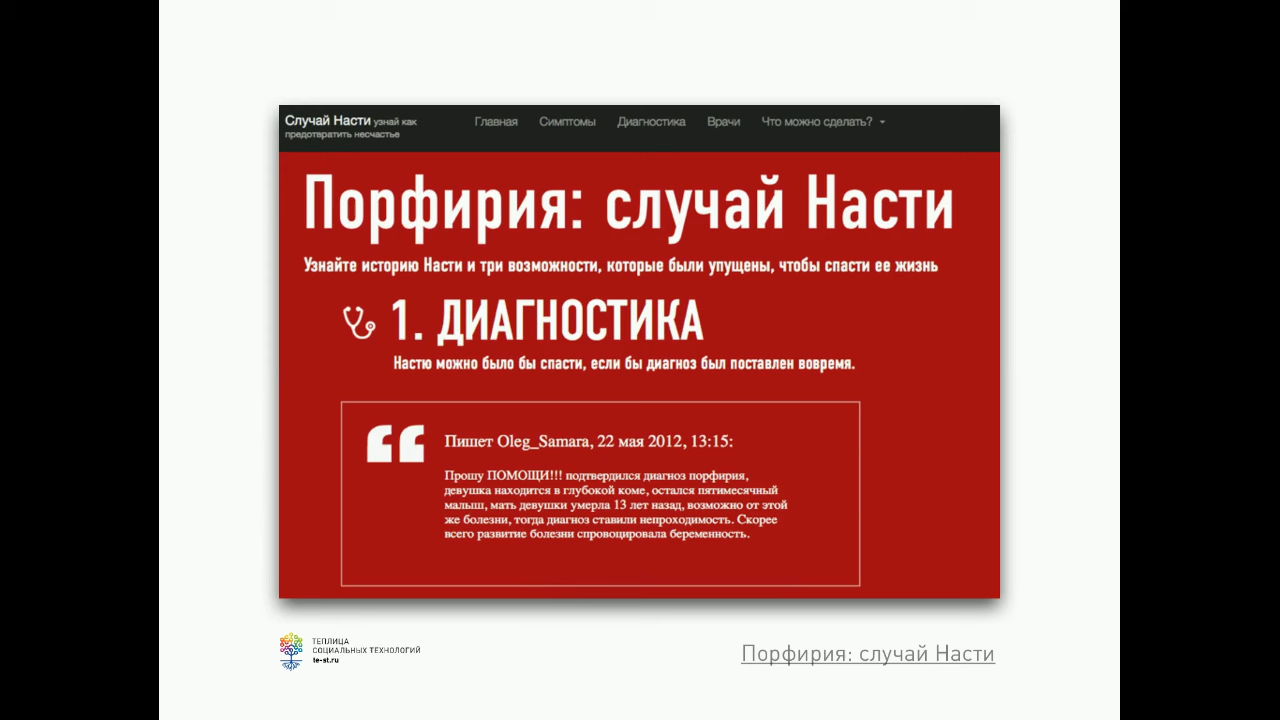 Случай Насти узнай как
предотвратить несчастье
Главная Симптомы Диагностика Врачи Что можно сделать?
Порфирия: случай Насти
Узнайте историю Насти и три возможности, которые были упущены, чтобы спасти ее жизнь
1. ДИАГНОСТИКА
Настю можно было бы спасти, если бы диагноз был поставлен вовремя.
Пишет Oleg_Samara, 22 мая 2012, 13:15:
Прошу ПОМОЩИ!!! подтвердился диагноз порфирия,
девушка находится в глубокой коме, остался пятимесячный
малыш, мать девушки умерла 13 лет назад, возможно от этой
же болезни, тогда диагноз ставили непроходимость. Скорее
всего развитие болезни спровоцировала беременность.
ТЕПЛИЦА
СОЦИАЛЬНЫХ ТЕХНОЛОГИЙ
te-st.ru
Порфирия: случай Насти